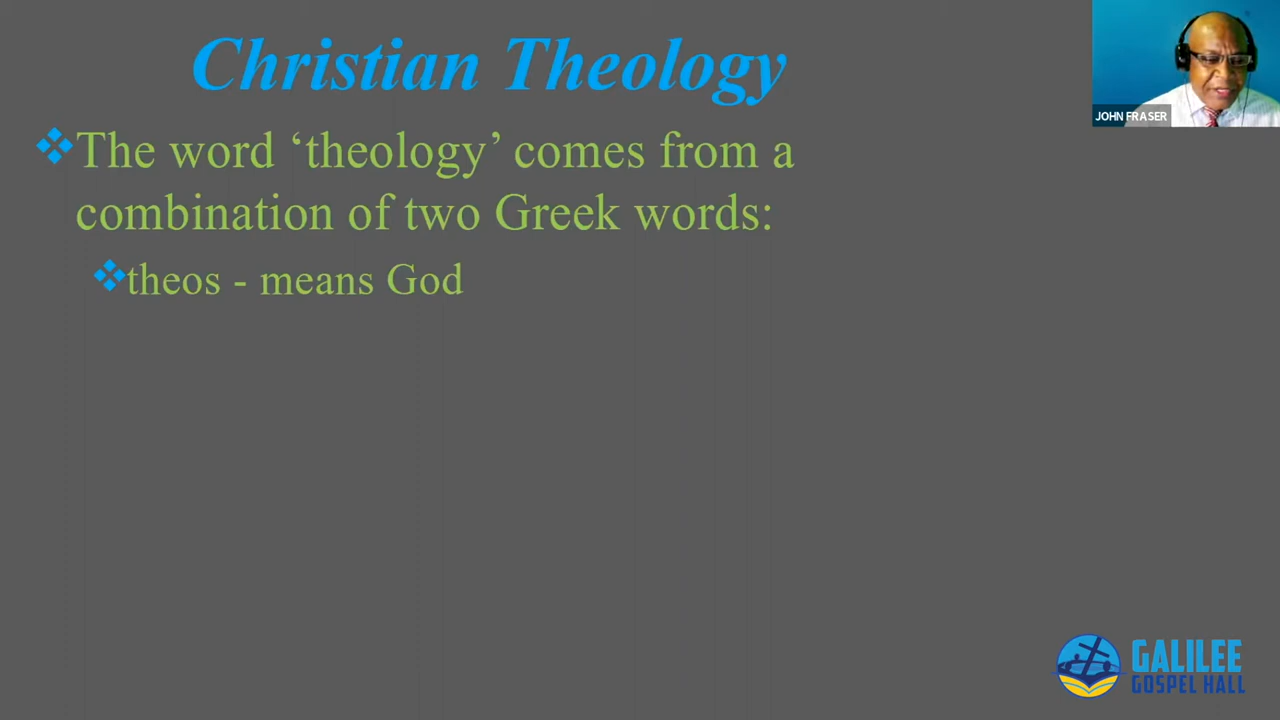 Christian Theology
The word ‘theology’ comes from a
combination of two Greek words:
theos - means God
JOHN FRASER
GALILEE
GOSPEL HALL